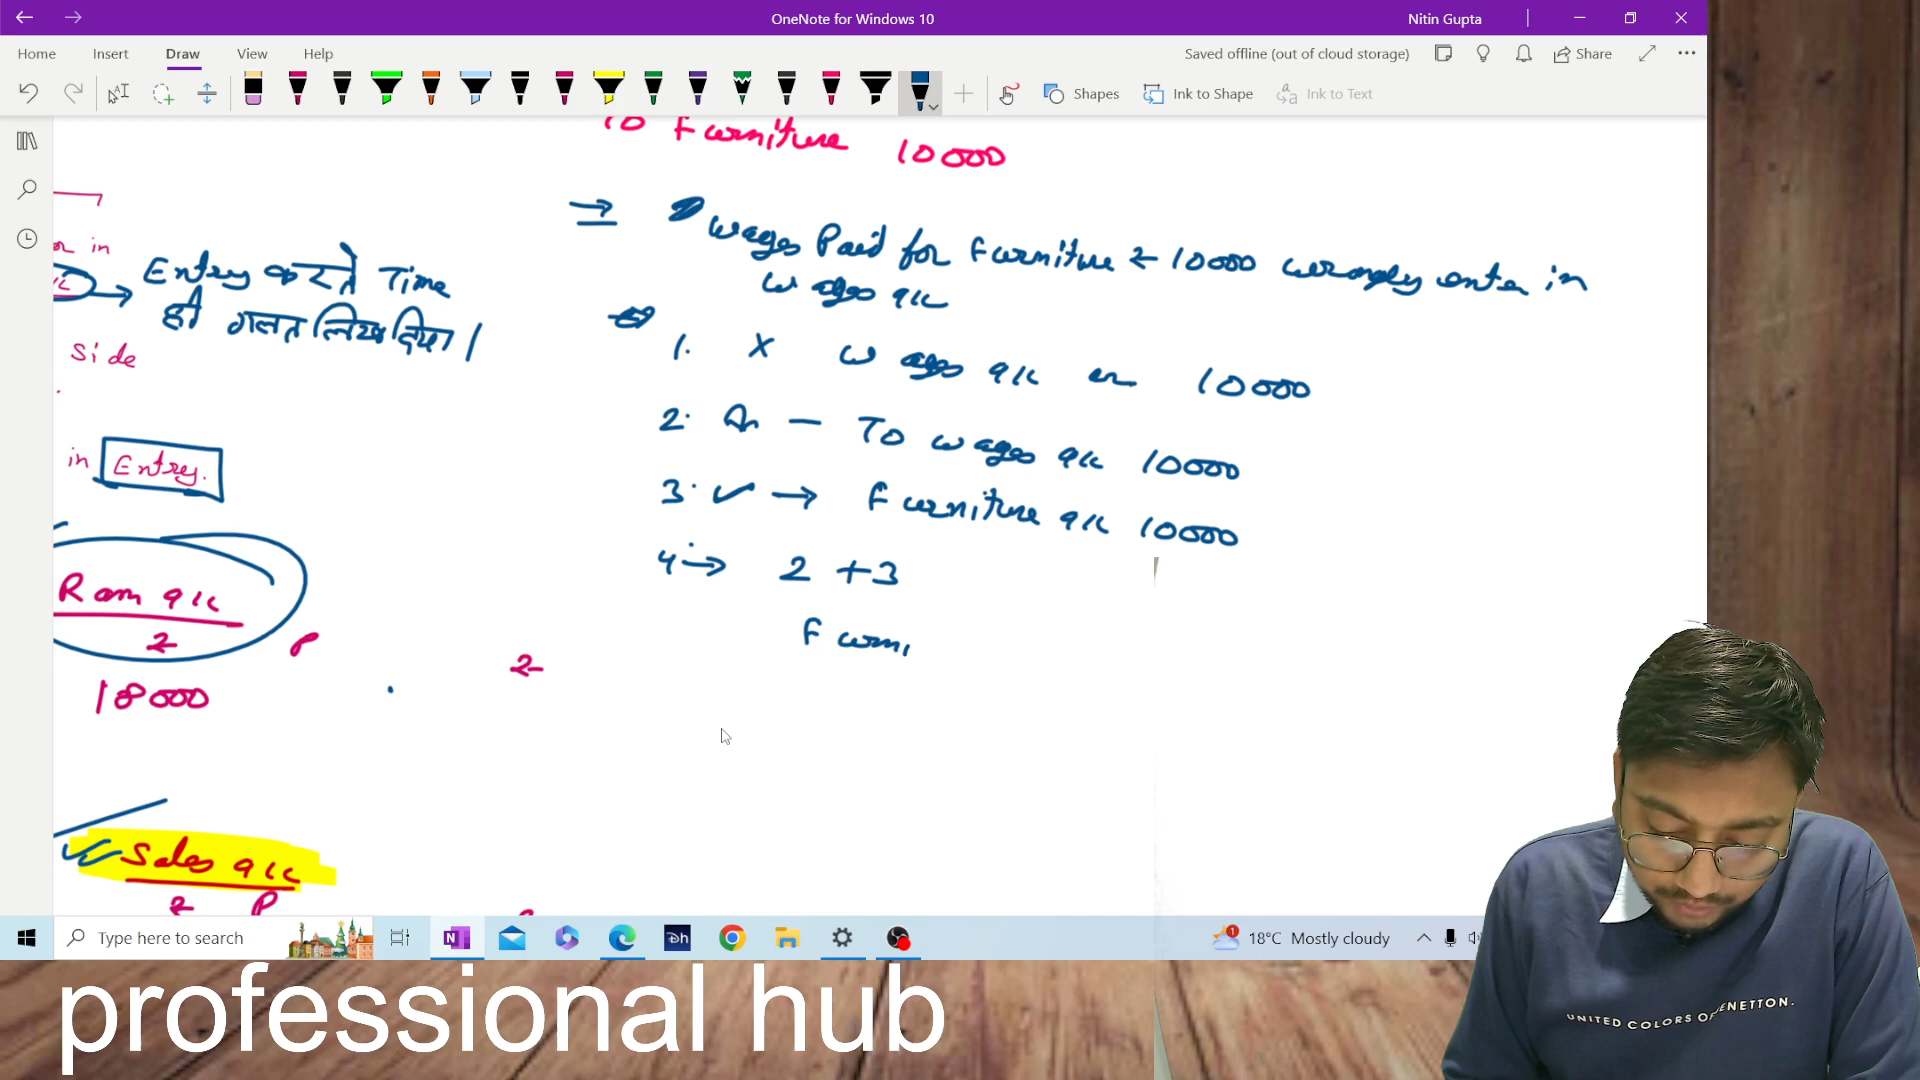 OneNote for Windows 10
Nitin Gupta
Home Insert Draw View Help
Saved offline (out of cloud storage)
Share
Shapes Ink to Shape Ink to Text
To Furniture 10000
Wages Paid for Furniture ₹ 10000 wrongly enter in
wages a/c
in
Entry करते Time
ही गलत लिख दिया।
side
in Entry.
1. X wages a/c 10000
2. To wages a/c 10000
3. ✓ → Furniture a/c 10000
4 → 2 + 3
Furni
Ram a/c
2
18000
2
Sales a/c
Type here to search
18°C Mostly cloudy
professional hub
UNITED COLORS OF BENETTON.